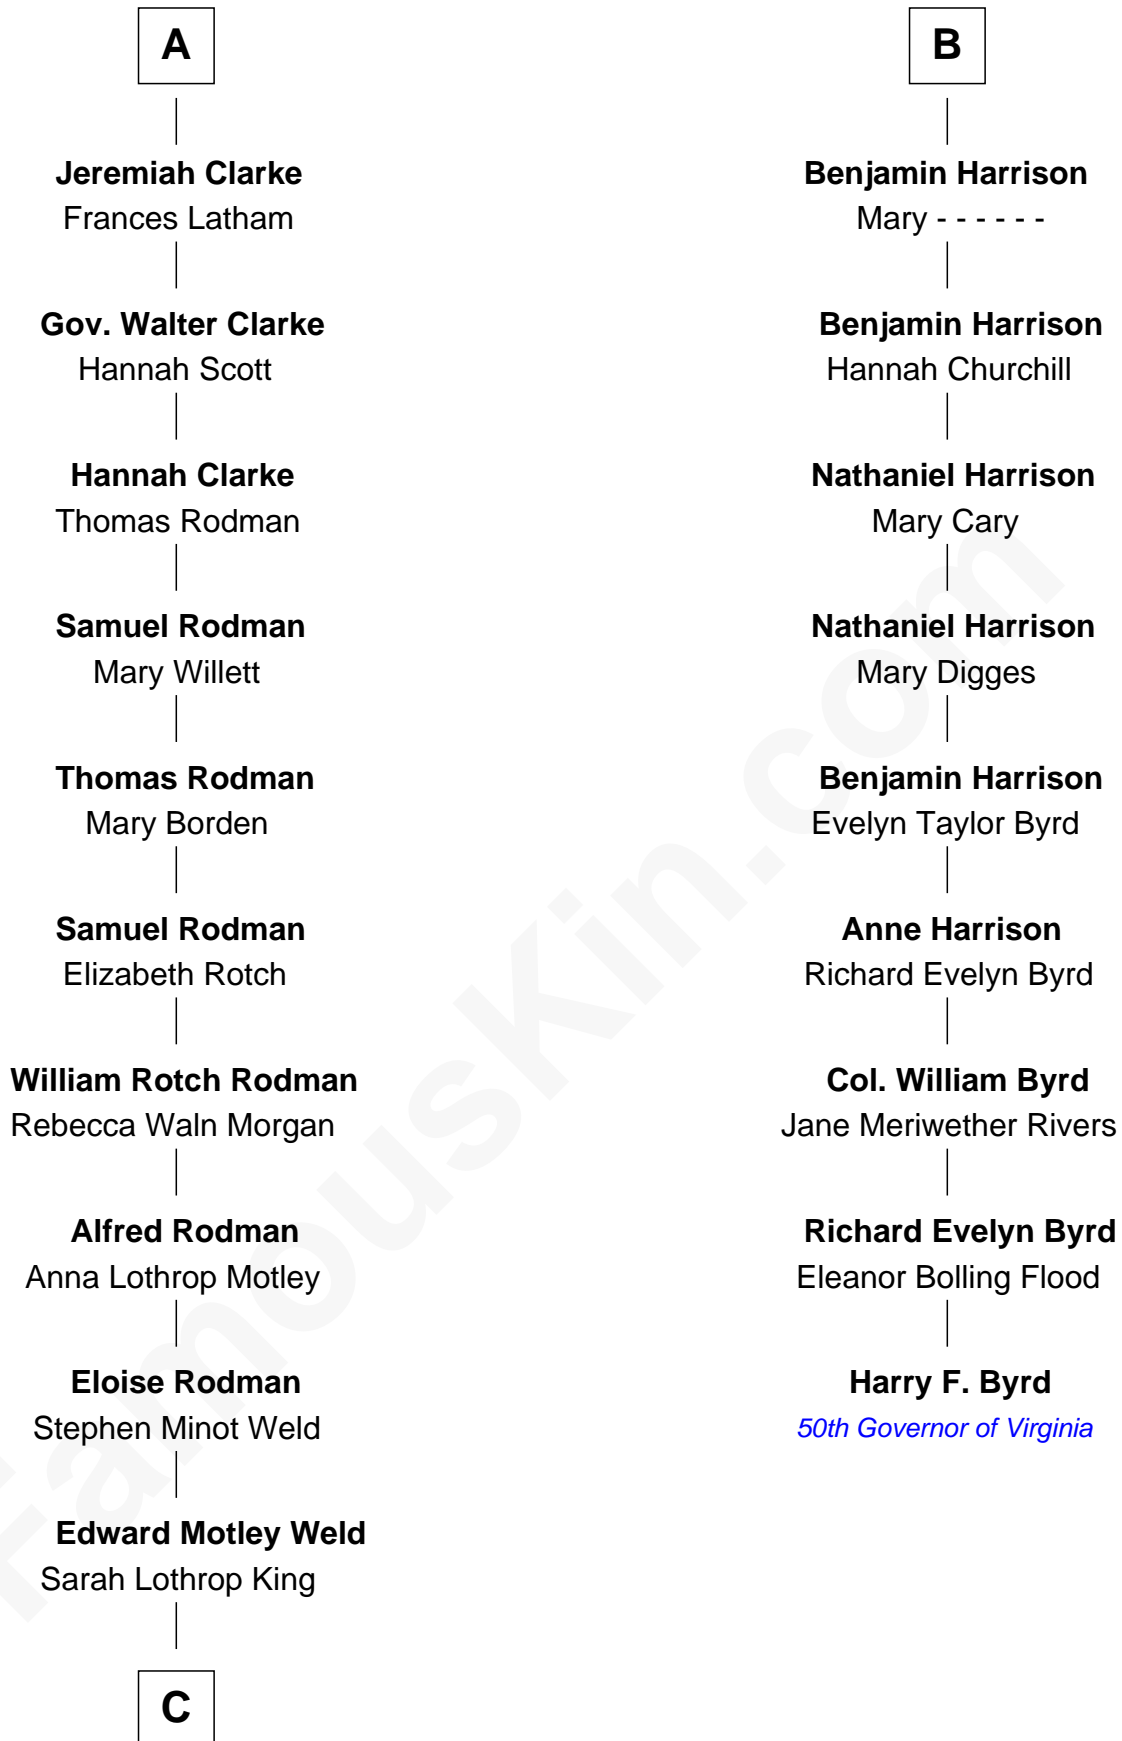 A
Jeremiah Clarke
Frances Latham
Gov. Walter Clarke
Hannah Scott
Hannah Clarke
Thomas Rodman
Samuel Rodman
Mary Willett
Thomas Rodman
Mary Borden
Samuel Rodman
Elizabeth Rotch
William Rotch Rodman
Rebecca Waln Morgan
Alfred Rodman
Anna Lothrop Motley
Eloise Rodman
Stephen Minot Weld
Edward Motley Weld
Sarah Lothrop King
C
B
Benjamin Harrison
Mary - - - - - -
Benjamin Harrison
Hannah Churchill
Nathaniel Harrison
Mary Cary
Nathaniel Harrison
Mary Digges
Benjamin Harrison
Evelyn Taylor Byrd
Anne Harrison
Richard Evelyn Byrd
Col. William Byrd
Jane Meriwether Rivers
Richard Evelyn Byrd
Eleanor Bolling Flood
Harry F. Byrd
50th Governor of Virginia
FamousKin.com